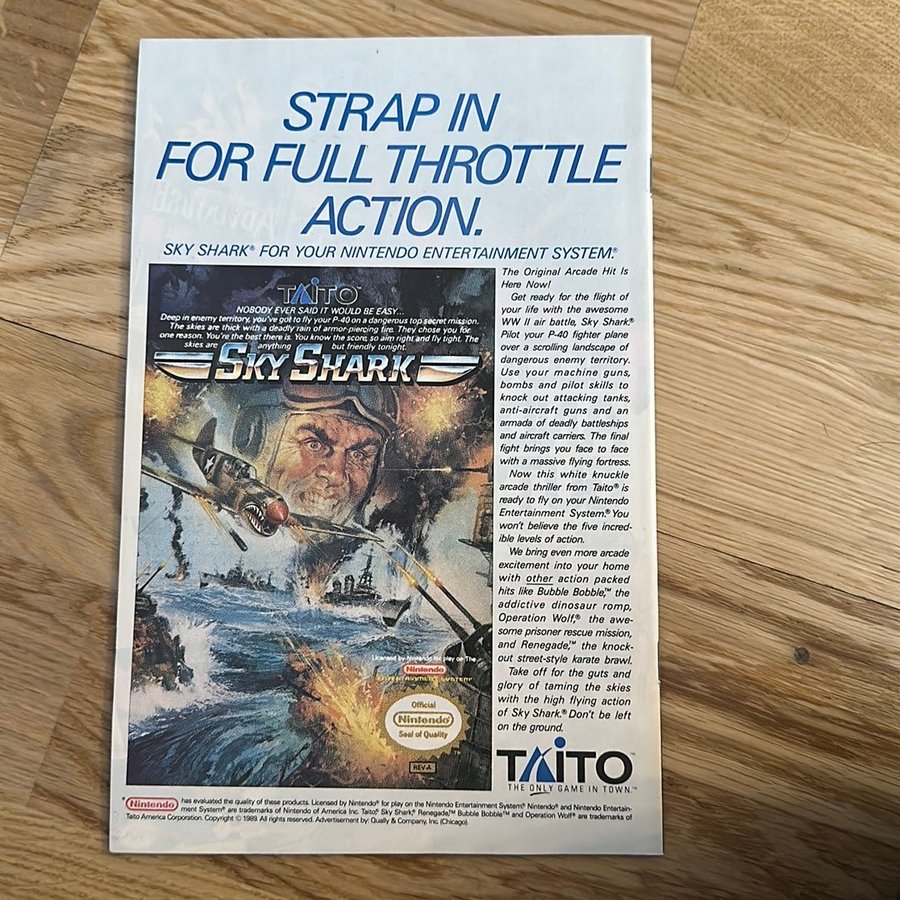 STRAP IN
FOR FULL THROTTLE
ACTION.
SKY SHARK® FOR YOUR NINTENDO ENTERTAINMENT SYSTEM.®
TAITO™
NOBODY EVER SAID IT WOULD BE EASY...
Deep in enemy territory, you've got to fly your P-40 on a dangerous top secret mission.
The skies are thick with a deadly rain of armor-piercing fire. They chose you for
one reason. You're the best there is. You know the score, so aim right and fly tight. The
skies are anything but friendly tonight.
SKY SHARK
Licensed by Nintendo for play on The
Nintendo
ENTERTAINMENT SYSTEM®
Official
Nintendo®
Seal of Quality
REV-A
The Original Arcade Hit Is
Here Now!
Get ready for the flight of
your life with the awesome
WW II air battle, Sky Shark.®
Pilot your P-40 fighter plane
over a scrolling landscape of
dangerous enemy territory.
Use your machine guns,
bombs and pilot skills to
knock out attacking tanks,
anti-aircraft guns and an
armada of deadly battleships
and aircraft carriers. The final
fight brings you face to face
with a massive flying fortress.
Now this white knuckle
arcade thriller from Taito® is
ready to fly on your Nintendo
Entertainment System.® You
won't believe the five incred-
ible levels of action.
We bring even more arcade
excitement into your home
with other action packed
hits like Bubble Bobble,™ the
addictive dinosaur romp,
Operation Wolf,® the awe-
some prisoner rescue mission,
and Renegade,™ the knock-
out street-style karate brawl.
Take off for the guts and
glory of taming the skies
with the high flying action
of Sky Shark.® Don't be left
on the ground.
TAITO™
THE ONLY GAME IN TOWN.™
® Nintendo has evaluated the quality of these products. Licensed by Nintendo® for play on the Nintendo Entertainment System.® Nintendo® and Nintendo Entertain-
ment System® are trademarks of Nintendo of America Inc. Taito,® Sky Shark,® Renegade,™ Bubble Bobble™ and Operation Wolf® are trademarks of
Taito America Corporation. Copyright © 1989. All rights reserved. Advertisement by: Qually & Company, Inc. (Chicago).